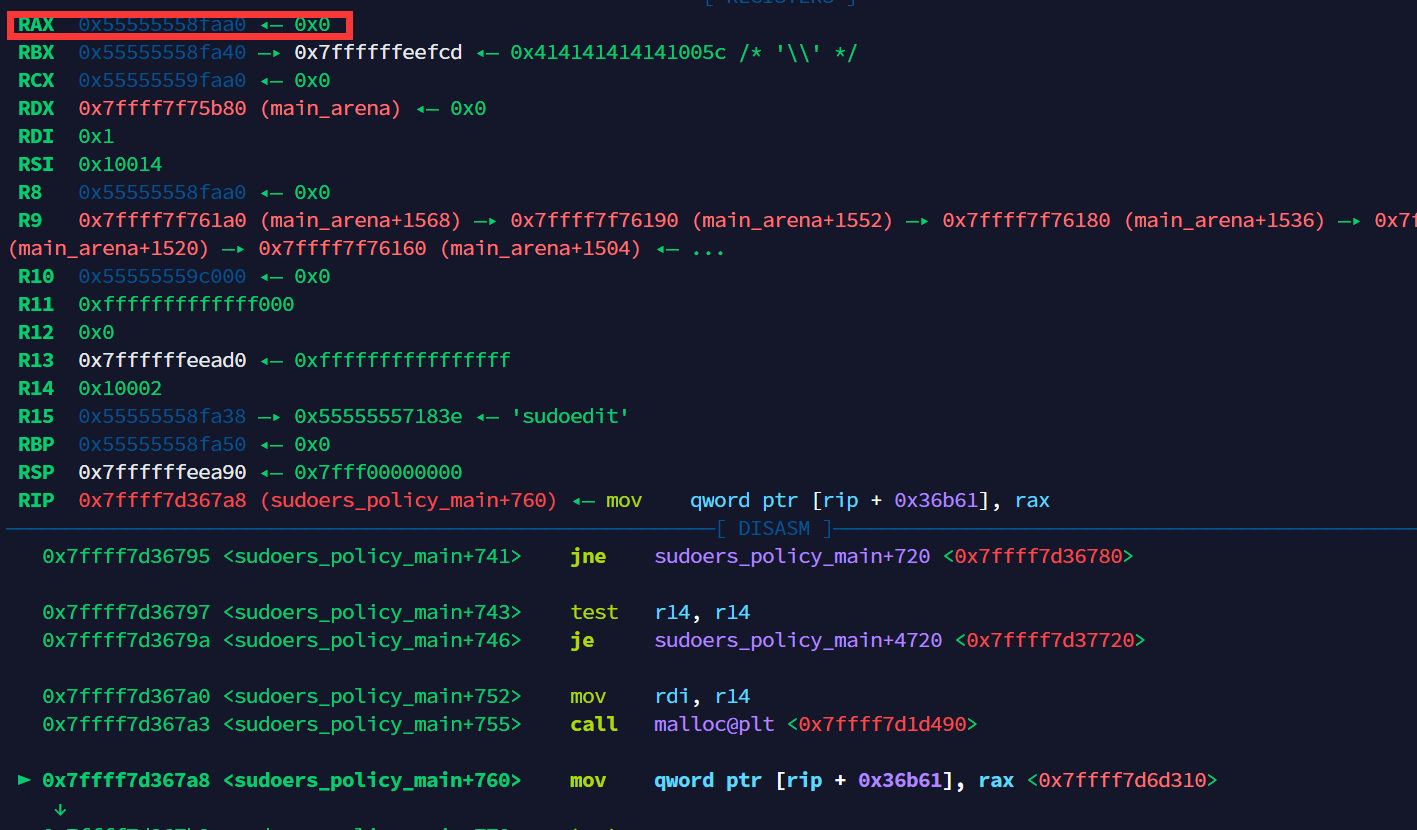 [ REGISTERS ]
RAX 0x55555558faa0 ◂— 0x0
RBX 0x55555558fa40 —▸ 0x7ffffffeefcd ◂— 0x414141414141005c /* '\\' */
RCX 0x55555559faa0 ◂— 0x0
RDX 0x7ffff7f75b80 (main_arena) ◂— 0x0
RDI 0x1
RSI 0x10014
R8 0x55555558faa0 ◂— 0x0
R9 0x7ffff7f761a0 (main_arena+1568) —▸ 0x7ffff7f76190 (main_arena+1552) —▸ 0x7ffff7f76180 (main_arena+1536) —▸ 0x7f
(main_arena+1520) —▸ 0x7ffff7f76160 (main_arena+1504) ◂— ...
R10 0x55555559c000 ◂— 0x0
R11 0xfffffffffffff000
R12 0x0
R13 0x7ffffffeead0 ◂— 0xffffffffffffffff
R14 0x10002
R15 0x55555558fa38 —▸ 0x55555557183e ◂— 'sudoedit'
RBP 0x55555558fa50 ◂— 0x0
RSP 0x7ffffffeea90 ◂— 0x7fff00000000
RIP 0x7ffff7d367a8 (sudoers_policy_main+760) ◂— mov qword ptr [rip + 0x36b61], rax
[ DISASM ]
0x7ffff7d36795 <sudoers_policy_main+741> jne sudoers_policy_main+720 <0x7ffff7d36780>
0x7ffff7d36797 <sudoers_policy_main+743> test r14, r14
0x7ffff7d3679a <sudoers_policy_main+746> je sudoers_policy_main+4720 <0x7ffff7d37720>
0x7ffff7d367a0 <sudoers_policy_main+752> mov rdi, r14
0x7ffff7d367a3 <sudoers_policy_main+755> call malloc@plt <0x7ffff7d1d490>
► 0x7ffff7d367a8 <sudoers_policy_main+760> mov qword ptr [rip + 0x36b61], rax <0x7ffff7d6d310>
↓